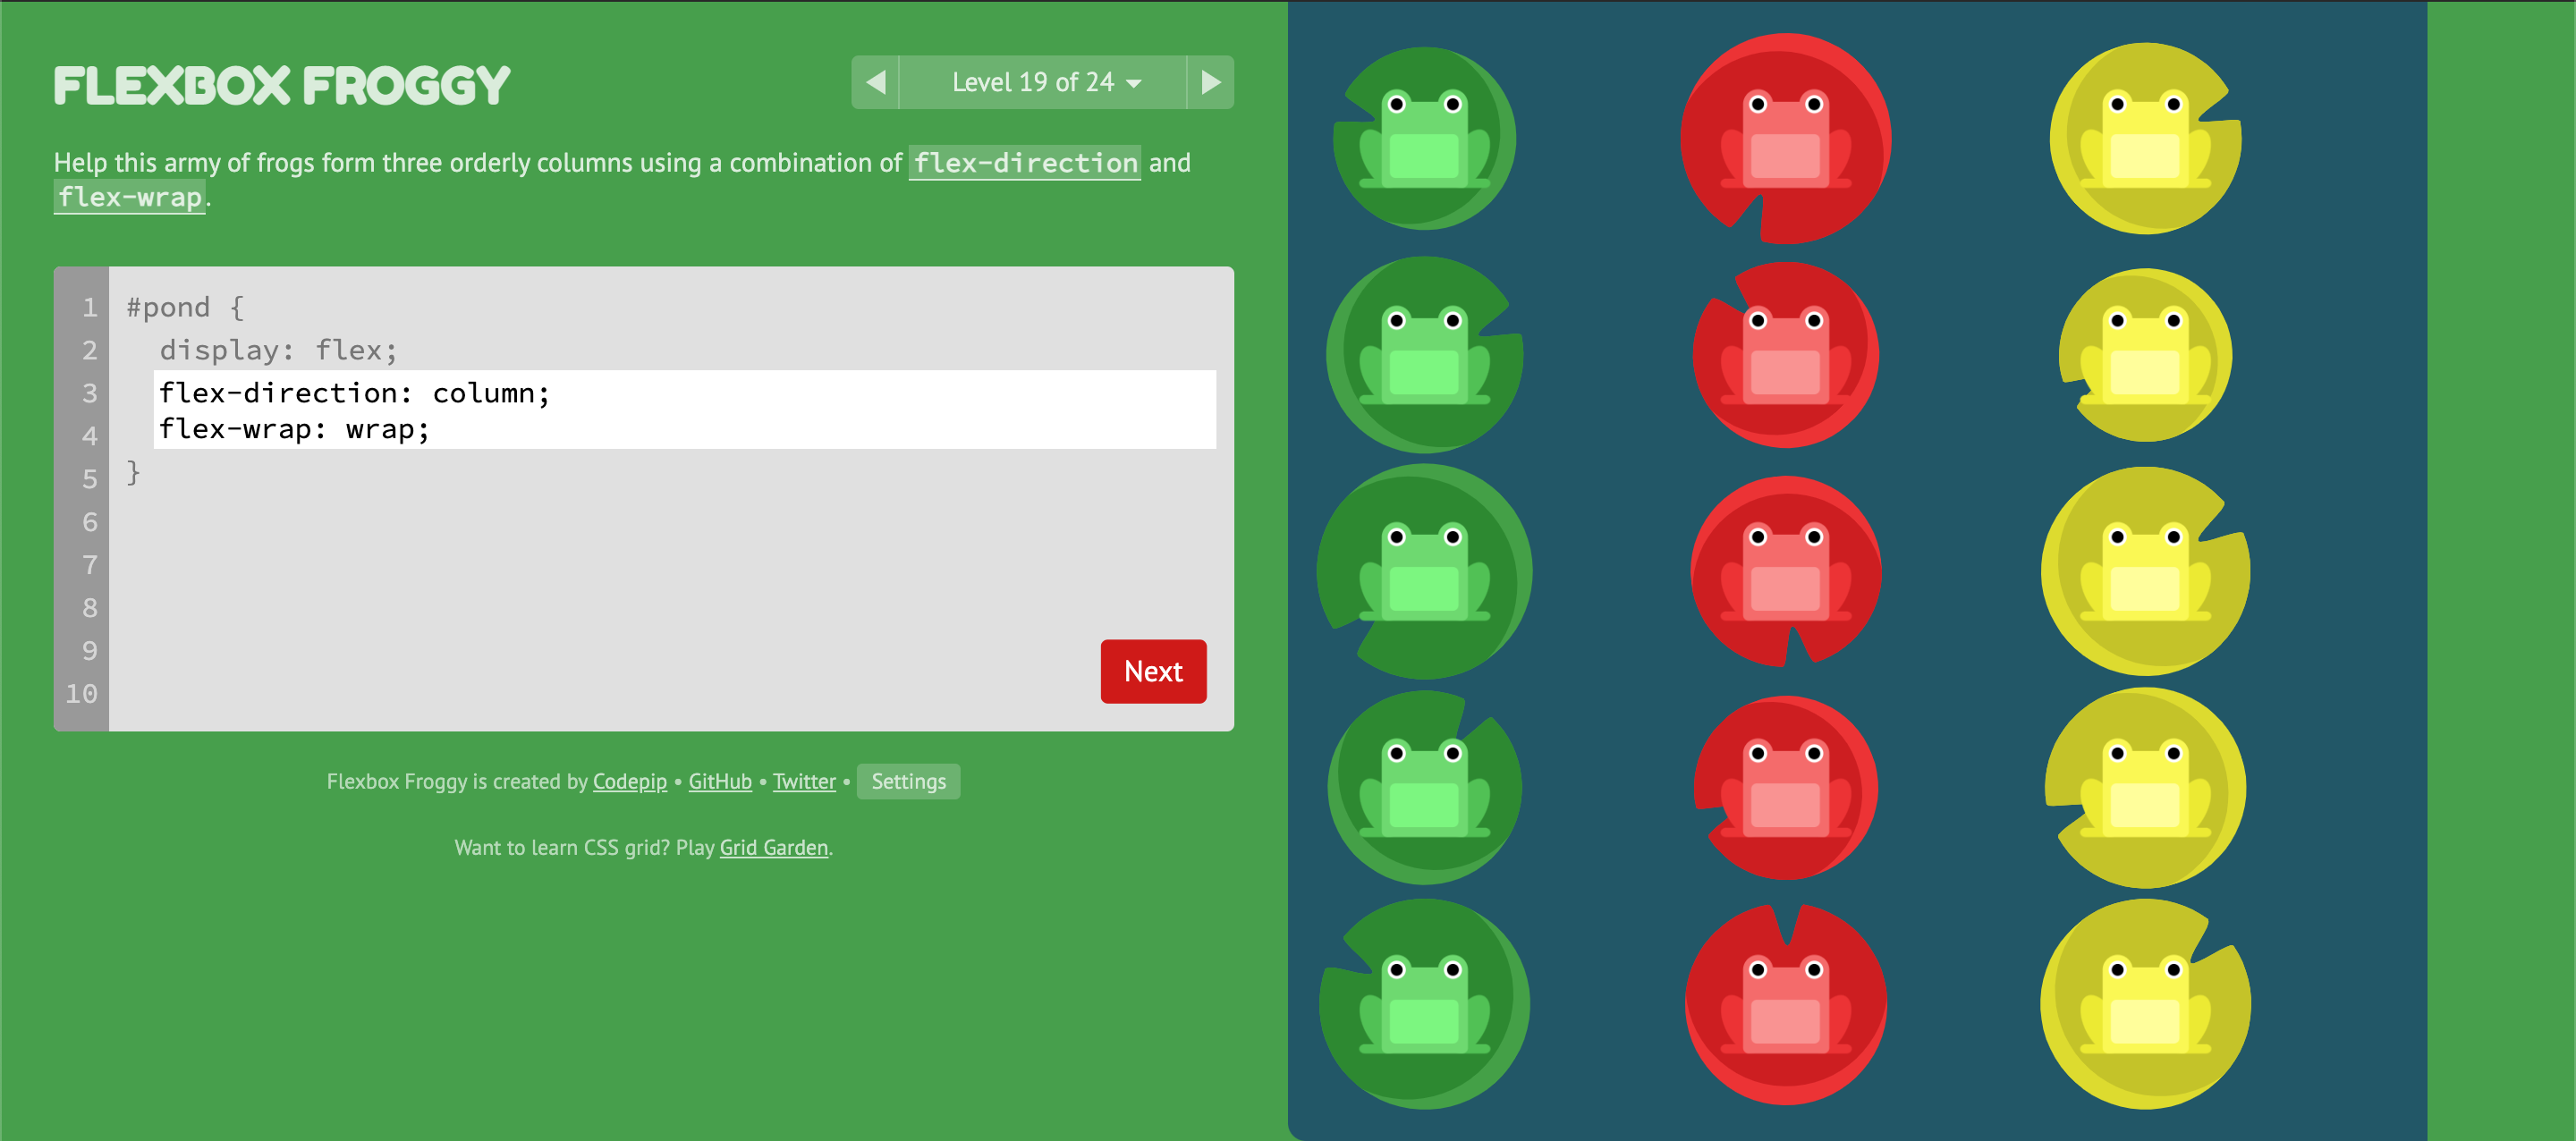 FLEXBOX FROGGY
Level 19 of 24
Help this army of frogs form three orderly columns using a combination of flex-direction and
flex-wrap.
1 #pond {
2 display: flex;
3 flex-direction: column;
4 flex-wrap: wrap;
5 }
6
7
8
9
10
Next
Flexbox Froggy is created by Codepip • GitHub • Twitter • Settings
Want to learn CSS grid? Play Grid Garden.